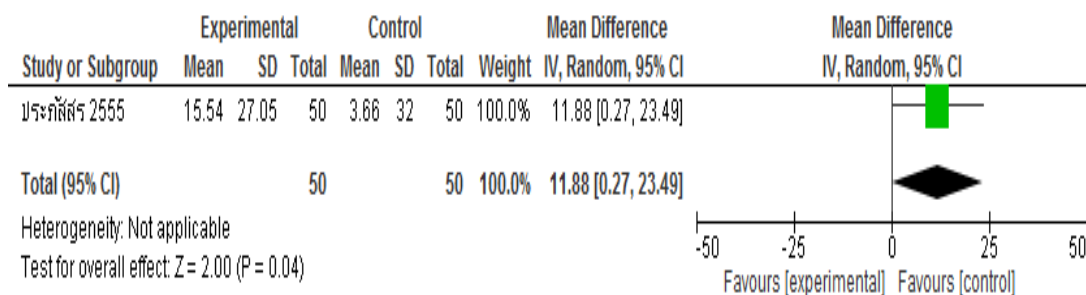 Experimental Control Mean Difference Mean Difference
Study or Subgroup Mean SD Total Mean SD Total Weight IV, Random, 95% CI IV, Random, 95% CI
ประภัสสร 2555 15.54 27.05 50 3.66 32 50 100.0% 11.88 [0.27, 23.49]
Total (95% CI) 50 50 100.0% 11.88 [0.27, 23.49]
Heterogeneity: Not applicable
Test for overall effect: Z = 2.00 (P = 0.04)
-50 -25 0 25 50
Favours [experimental] Favours [control]